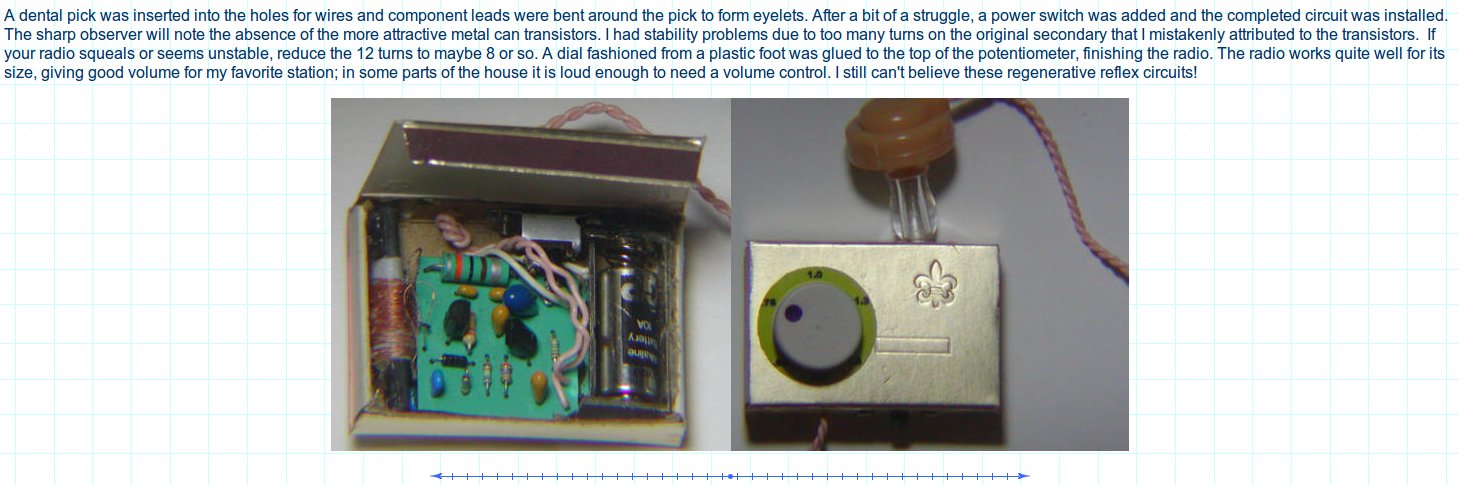 A dental pick was inserted into the holes for wires and component leads were bent around the pick to form eyelets. After a bit of a struggle, a power switch was added and the completed circuit was installed.
The sharp observer will note the absence of the more attractive metal can transistors. I had stability problems due to too many turns on the original secondary that I mistakenly attributed to the transistors.  If
your radio squeals or seems unstable, reduce the 12 turns to maybe 8 or so. A dial fashioned from a plastic foot was glued to the top of the potentiometer, finishing the radio. The radio works quite well for its
size, giving good volume for my favorite station; in some parts of the house it is loud enough to need a volume control. I still can't believe these regenerative reflex circuits!
10A
1.0